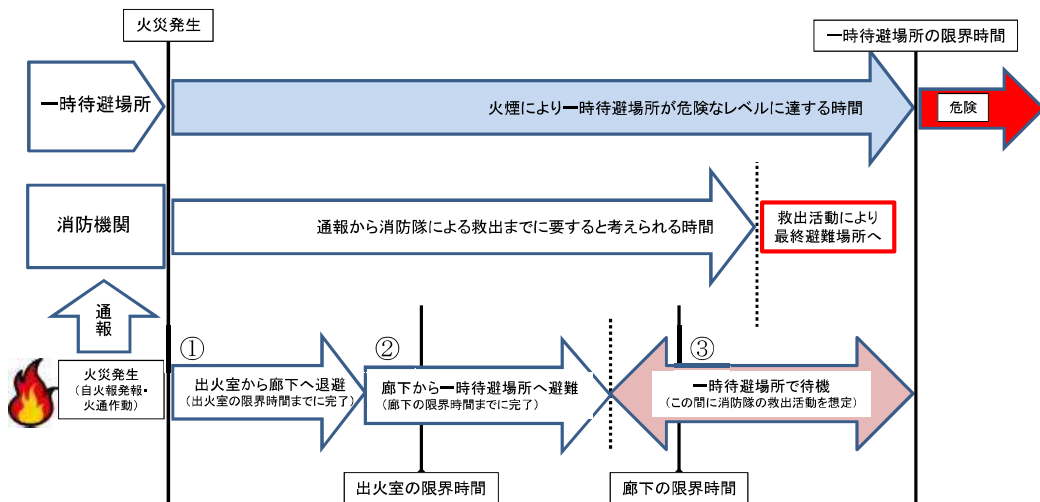 火災発生
一時待避場所の限界時間
一時待避場所
火煙により一時待避場所が危険なレベルに達する時間
危険
消防機関
通報から消防隊による救出までに要すると考えられる時間
救出活動により
最終避難場所へ
通
報
①
②
③
火災発生
(自火報発報・
火通作動)
出火室から廊下へ退避
(出火室の限界時間までに完了)
廊下から一時待避場所へ避難
(廊下の限界時間までに完了)
一時待避場所で待機
(この間に消防隊の救出活動を想定)
出火室の限界時間
廊下の限界時間